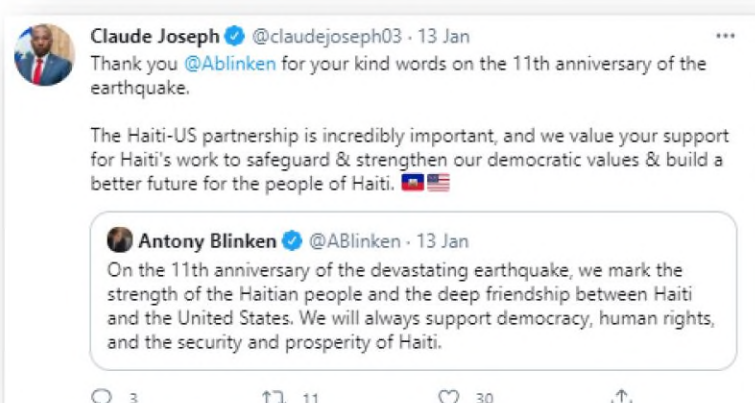 Claude Joseph @claudejoseph03 · 13 Jan
Thank you @Ablinken for your kind words on the 11th anniversary of the
earthquake.
The Haiti-US partnership is incredibly important, and we value your support
for Haiti's work to safeguard & strengthen our democratic values & build a
better future for the people of Haiti. 🇭🇹🇺🇸
Antony Blinken @ABlinken · 13 Jan
On the 11th anniversary of the devastating earthquake, we mark the
strength of the Haitian people and the deep friendship between Haiti
and the United States. We will always support democracy, human rights,
and the security and prosperity of Haiti.
3 11 30